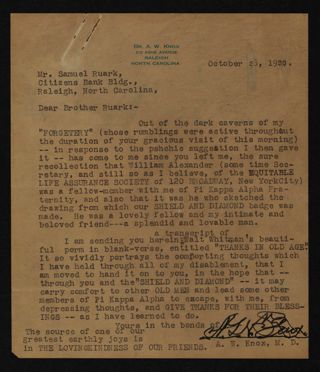 DR. A. W. KNOX
RALEIGH
NORTH CAROLINA
October 23, 1930.
Mr. Samuel Ruark,
Citizens Bank Bldg.,
Raleigh, North Carolina,
Dear Brother Ruark:-
Out of the dark caverns of my
"FORGETERY" (whose rumblings were active throughout
the duration of your gracious visit of this morning)
-- in response to the pshchic suggestion I then gave
it -- has come to me since you left me, the sure
recollection that William Alexander (some time Sec-
retary, and still so as I believe, of the EQUITABLE
LIFE ASSURANCE SOCIETY of 120 BROADWAY, New YorkCity)
was a fellow-member with me of Pi Kappa Alpha Fra-
ternity, and also that it was he who sketched the
drawing from which our SHIELD AND DIAMOND badge was
made. He was a lovely fellow and my intimate and
beloved friend---a splendid and lovable man.
a transcript of
I am sending you hereinWalt Whitman's beauti-
ful poem in blank-verse, entitled "THANKS IN OLD AGE".
It so vividly portrays the comforting thoughts which
I have held through all of my disablement, that I
am moved to hand it on to you, in the hope that --
through you and the"SHIELD AND DIAMOND" -- it may
carry comfort to other OLD MEN and lead some other
members of Pi Kappa Alpha to escape, with me, from
depressing thoughts, and GIVE THANKS FOR THEIR BLESS-
INGS -- as I have learned to do.
Yours in the bonds of
The source of one our
greatest earthly joys is
in THE LOVINGKINDNESS OF OUR FRIENDS.
A. W. Knox, M. D.